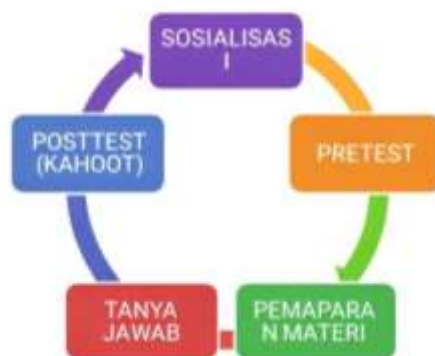 SOSIALISAS
I
PRETEST
PEMAPARA
N MATERI
TANYA
JAWAB
POSTTEST
(KAHOOT)